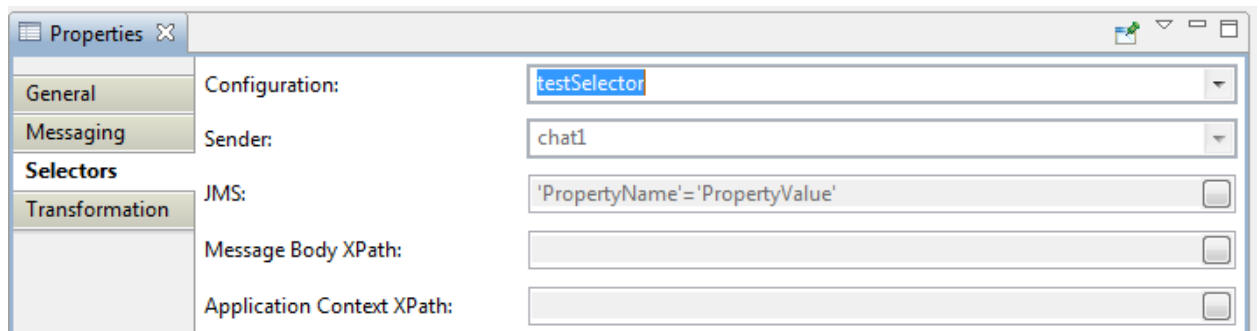 Properties
General
Messaging
Selectors
Transformation
Configuration: testSelector
Sender: chat1
JMS: 'PropertyName'='PropertyValue'
Message Body XPath:
Application Context XPath: